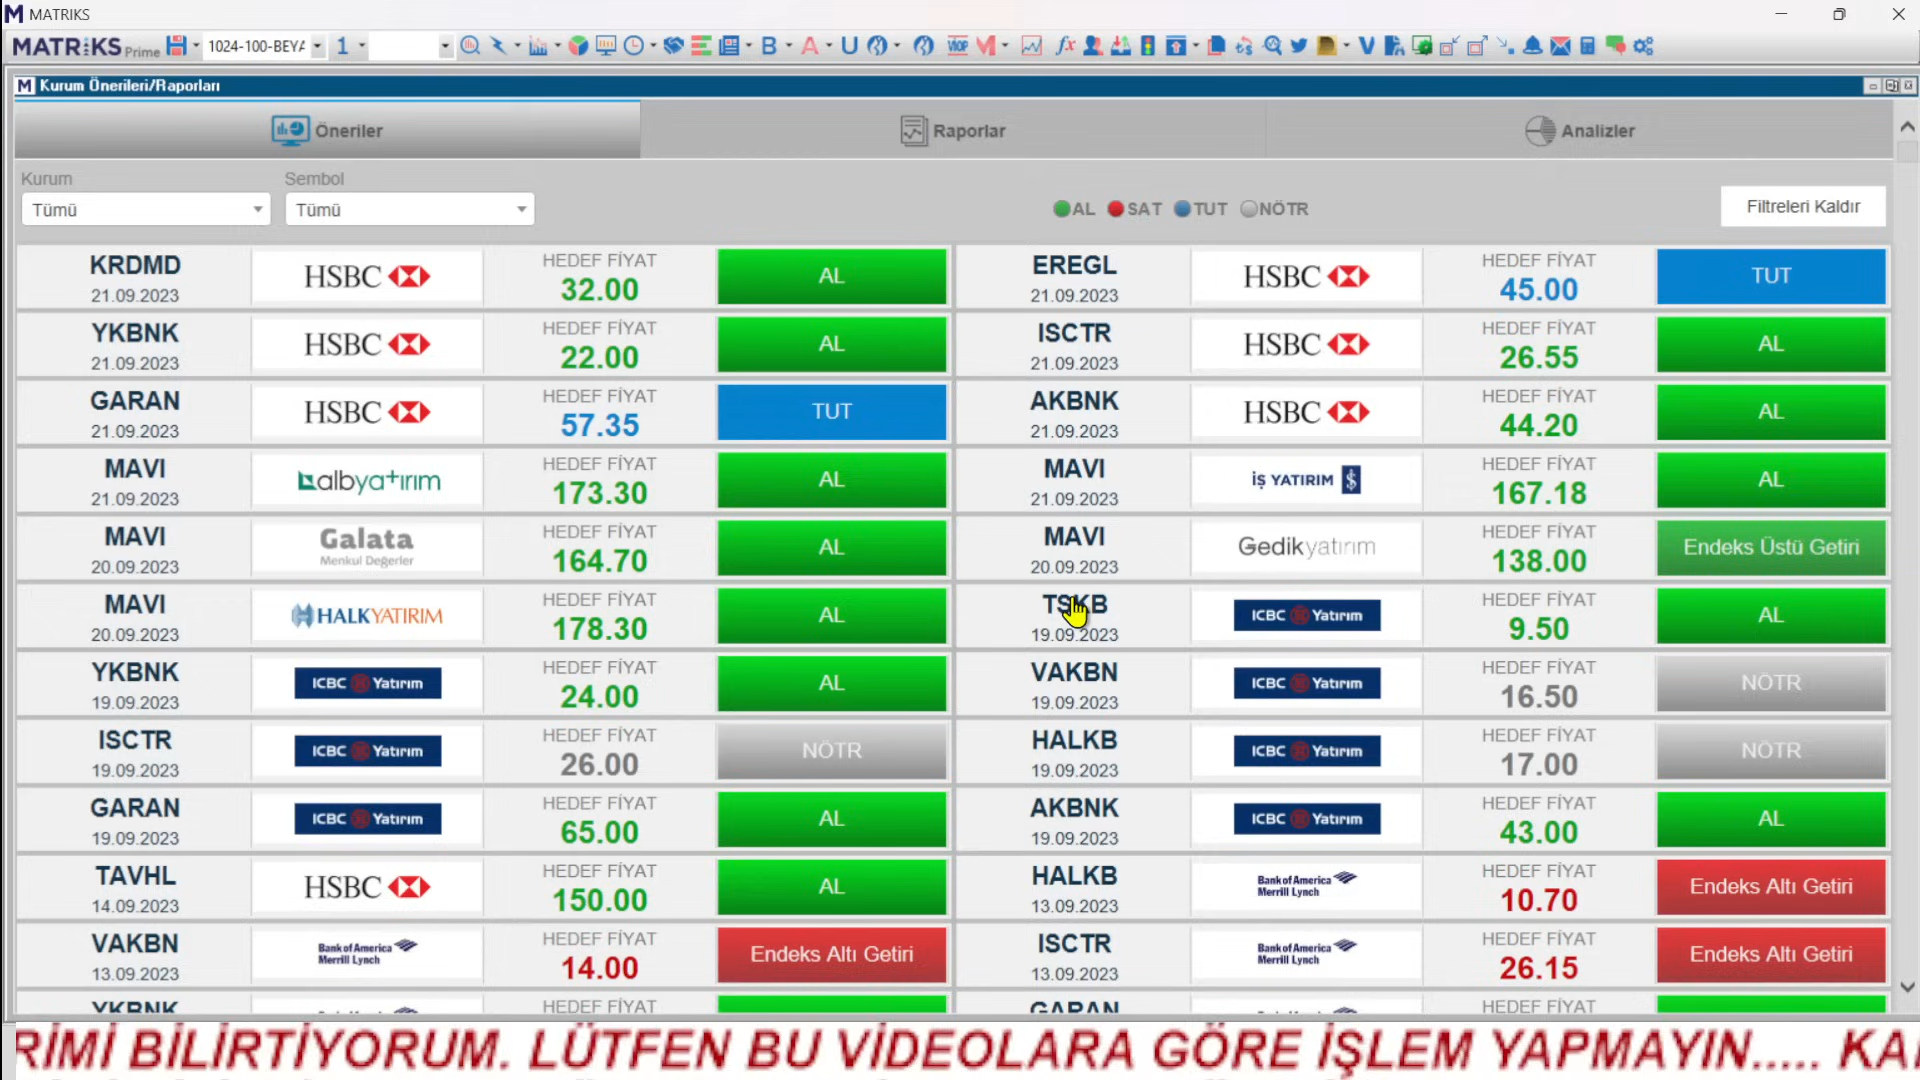 MATRIKS
MATRiKS Prime 1024-100-BEYA 1
Kurum Önerileri/Raporları
Öneriler Raporlar Analizler
Kurum Sembol
Tümü Tümü AL SAT TUT NÖTR Filtreleri Kaldır
KRDMD 21.09.2023 HSBC HEDEF FİYAT 32.00 AL
EREGL 21.09.2023 HSBC HEDEF FİYAT 45.00 TUT
YKBNK 21.09.2023 HSBC HEDEF FİYAT 22.00 AL
ISCTR 21.09.2023 HSBC HEDEF FİYAT 26.55 AL
GARAN 21.09.2023 HSBC HEDEF FİYAT 57.35 TUT
AKBNK 21.09.2023 HSBC HEDEF FİYAT 44.20 AL
MAVI 21.09.2023 albyatırım HEDEF FİYAT 173.30 AL
MAVI 21.09.2023 İŞ YATIRIM HEDEF FİYAT 167.18 AL
MAVI 20.09.2023 Galata Menkul Değerler HEDEF FİYAT 164.70 AL
MAVI 20.09.2023 Gedikyatırım HEDEF FİYAT 138.00 Endeks Üstü Getiri
MAVI 20.09.2023 HALKYATIRIM HEDEF FİYAT 178.30 AL
TSKB 19.09.2023 ICBC Yatırım HEDEF FİYAT 9.50 AL
YKBNK 19.09.2023 ICBC Yatırım HEDEF FİYAT 24.00 AL
VAKBN 19.09.2023 ICBC Yatırım HEDEF FİYAT 16.50 NÖTR
ISCTR 19.09.2023 ICBC Yatırım HEDEF FİYAT 26.00 NÖTR
HALKB 19.09.2023 ICBC Yatırım HEDEF FİYAT 17.00 NÖTR
GARAN 19.09.2023 ICBC Yatırım HEDEF FİYAT 65.00 AL
AKBNK 19.09.2023 ICBC Yatırım HEDEF FİYAT 43.00 AL
TAVHL 14.09.2023 HSBC HEDEF FİYAT 150.00 AL
HALKB 13.09.2023 Bank of America Merrill Lynch HEDEF FİYAT 10.70 Endeks Altı Getiri
VAKBN 13.09.2023 Bank of America Merrill Lynch HEDEF FİYAT 14.00 Endeks Altı Getiri
ISCTR 13.09.2023 Bank of America Merrill Lynch HEDEF FİYAT 26.15 Endeks Altı Getiri
YKBNK HEDEF FİYAT
GARAN HEDEF FİYAT
RİMİ BİLİRTİYORUM. LÜTFEN BU VİDEOLARA GÖRE İŞLEM YAPMAYIN..... KA